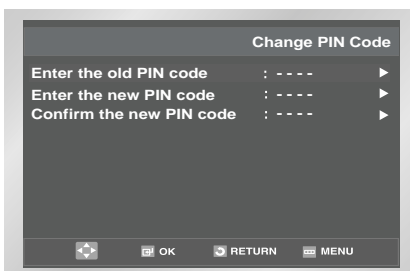 Change PIN Code
Enter the old PIN code : - - - - ►
Enter the new PIN code : - - - - ►
Confirm the new PIN code : - - - - ►
OK RETURN MENU